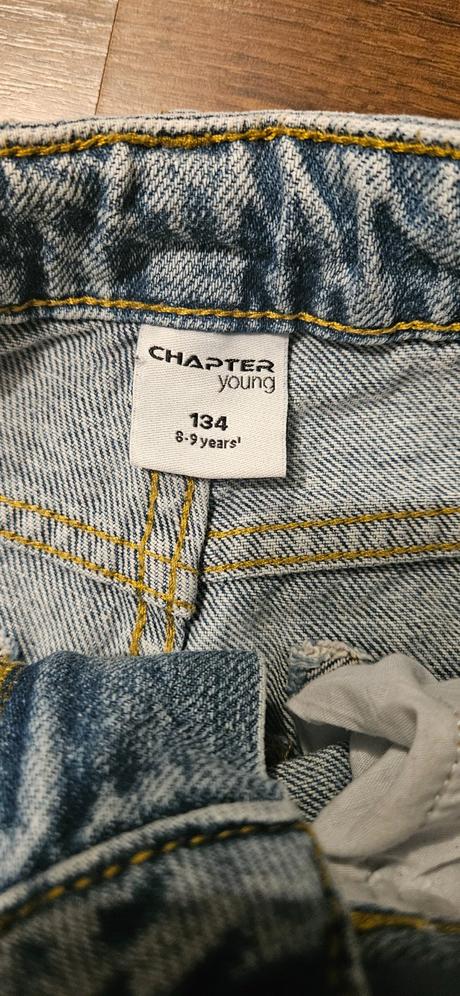 CHAPTER
young
134
8-9 years'